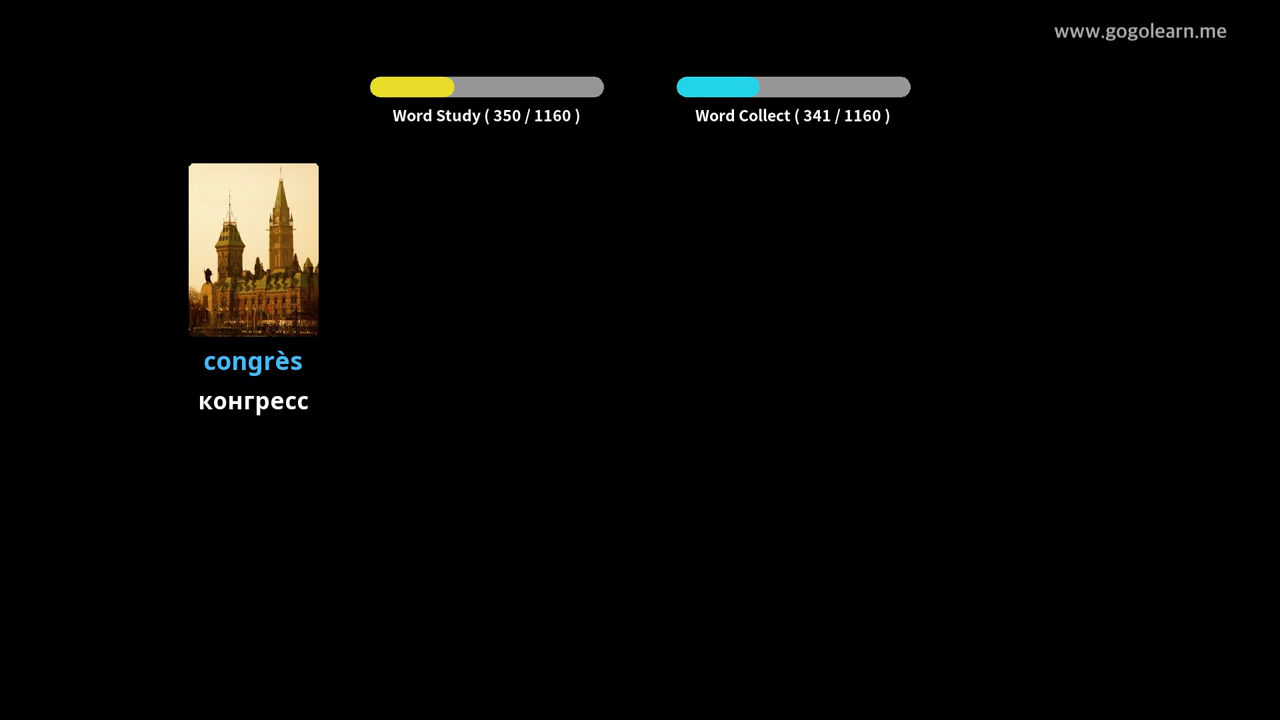 www.gogolearn.me
Word Study ( 350 / 1160 )
Word Collect ( 341 / 1160 )
congrès
конгресс